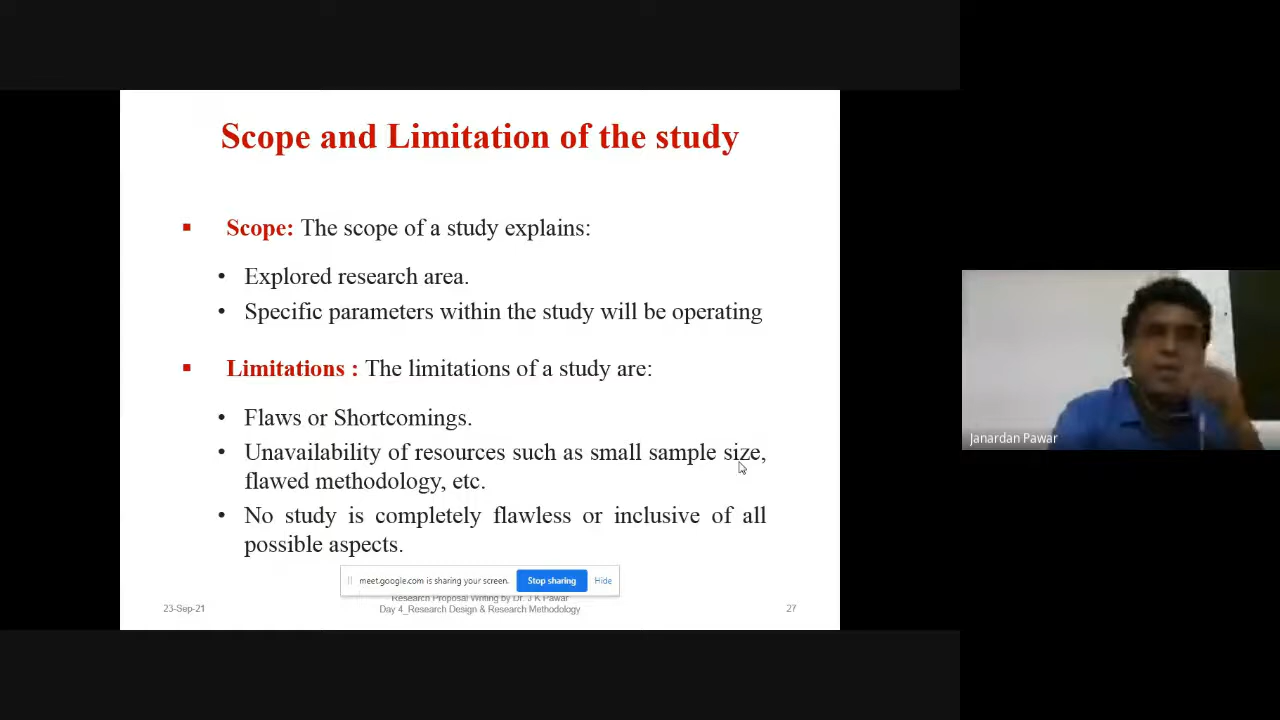 Scope and Limitation of the study
▪ Scope: The scope of a study explains:
• Explored research area.
• Specific parameters within the study will be operating
▪ Limitations : The limitations of a study are:
• Flaws or Shortcomings.
• Unavailability of resources such as small sample size,
flawed methodology, etc.
• No study is completely flawless or inclusive of all
possible aspects.
meet.google.com is sharing your screen. Stop sharing Hide
Research Proposal Writing by Dr. J K Pawar
23-Sep-21 Day 4_Research Design & Research Methodology 27
Janardan Pawar